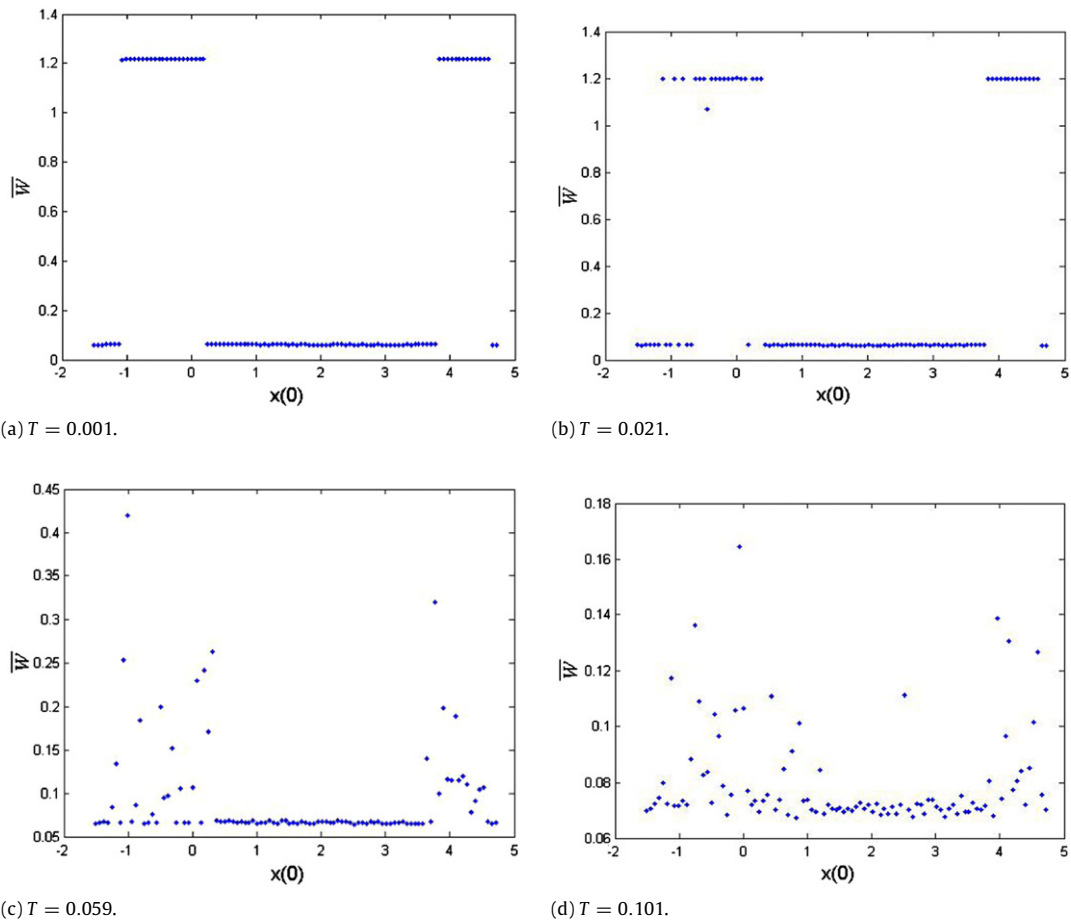 1.4
1.2
1
0.8
0.6
0.4
0.2
0
W
-2 -1 0 1 2 3 4 5
x(0)
(a) T = 0.001.
1.4
1.2
1
0.8
0.6
0.4
0.2
0
W
-2 -1 0 1 2 3 4 5
x(0)
(b) T = 0.021.
0.45
0.4
0.35
0.3
0.25
0.2
0.15
0.1
0.05
W
-2 -1 0 1 2 3 4 5
x(0)
(c) T = 0.059.
0.18
0.16
0.14
0.12
0.1
0.08
0.06
W
-2 -1 0 1 2 3 4 5
x(0)
(d) T = 0.101.